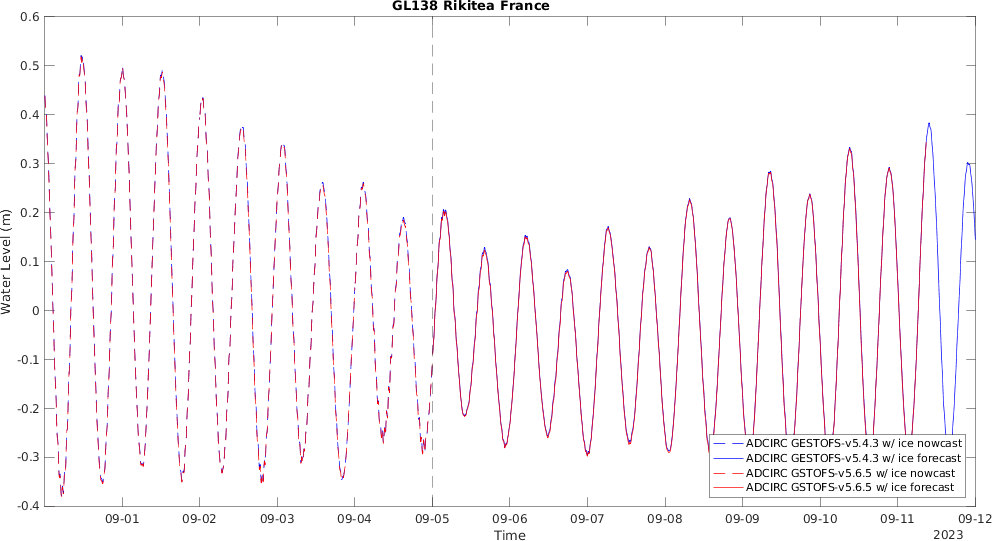 GL138 Rikitea France
0.6
0.5
0.4
0.3
0.2
0.1
0
-0.1
-0.2
-0.3
-0.4
Water Level (m)
ADCIRC GESTOFS-v5.4.3 w/ ice nowcast
ADCIRC GESTOFS-v5.4.3 w/ ice forecast
ADCIRC GSTOFS-v5.6.5 w/ ice nowcast
ADCIRC GSTOFS-v5.6.5 w/ ice forecast
09-01 09-02 09-03 09-04 09-05 09-06 09-07 09-08 09-09 09-10 09-11 09-12
Time
2023